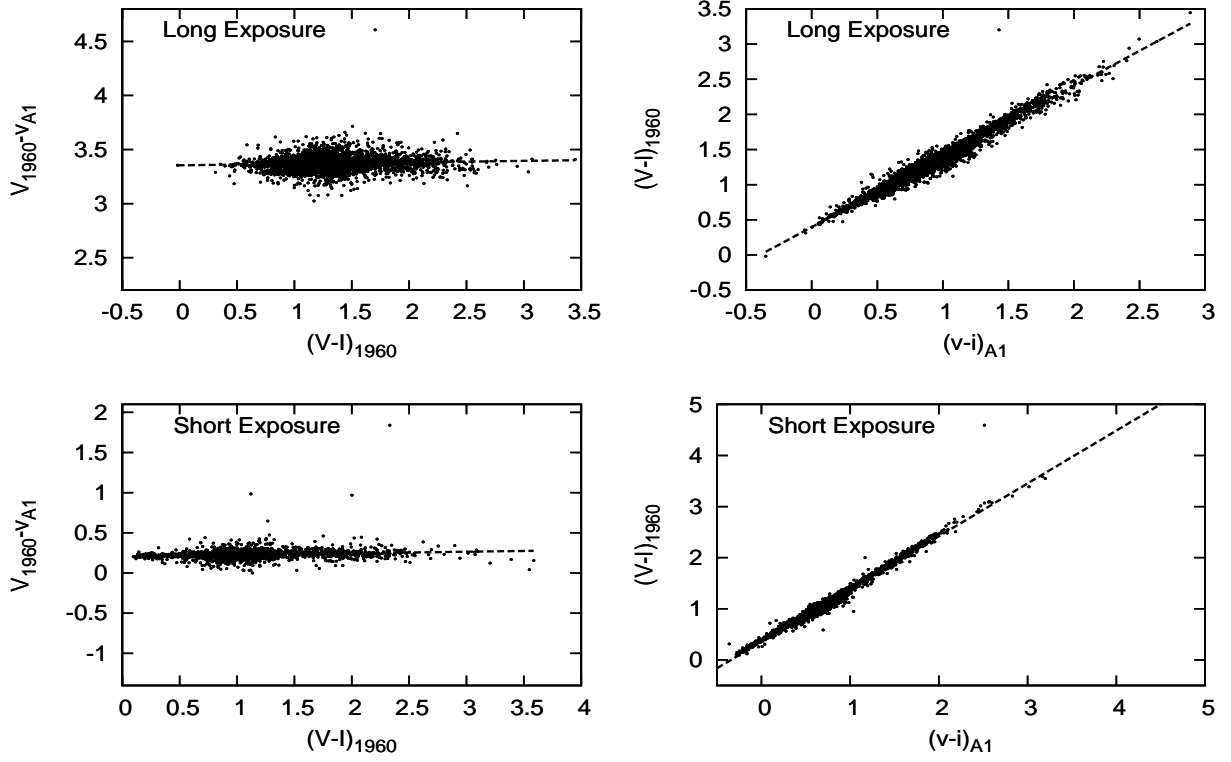 Long Exposure
4.5
4
3.5
3
2.5
V1960-vA1
-0.5 0 0.5 1 1.5 2 2.5 3 3.5
(V-I)1960
Long Exposure
3.5
3
2.5
2
1.5
1
0.5
0
-0.5
(V-I)1960
-0.5 0 0.5 1 1.5 2 2.5 3
(v-i)A1
Short Exposure
2
1.5
1
0.5
0
-0.5
-1
V1960-vA1
0 0.5 1 1.5 2 2.5 3 3.5 4
(V-I)1960
Short Exposure
5
4
3
2
1
0
(V-I)1960
0 1 2 3 4 5
(v-i)A1